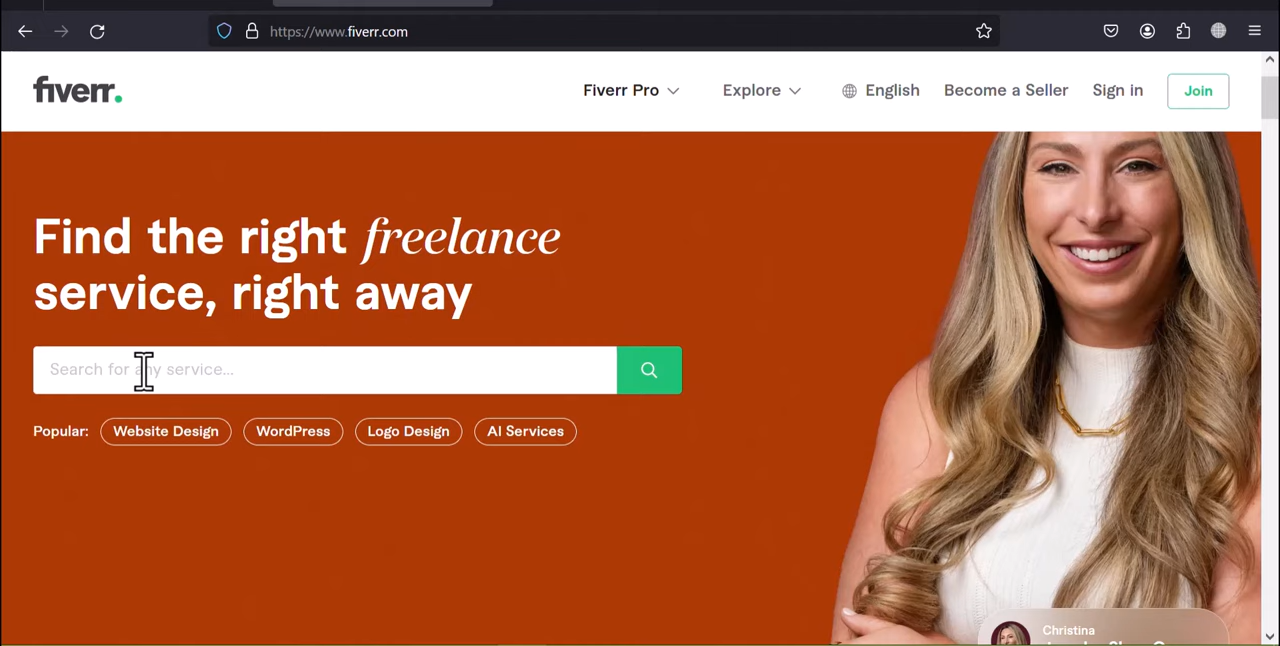 https://www.fiverr.com
fiverr.
Fiverr Pro Explore English Become a Seller Sign in Join
Find the right freelance
service, right away
Search for any service...
Popular: Website Design WordPress Logo Design AI Services
Christina